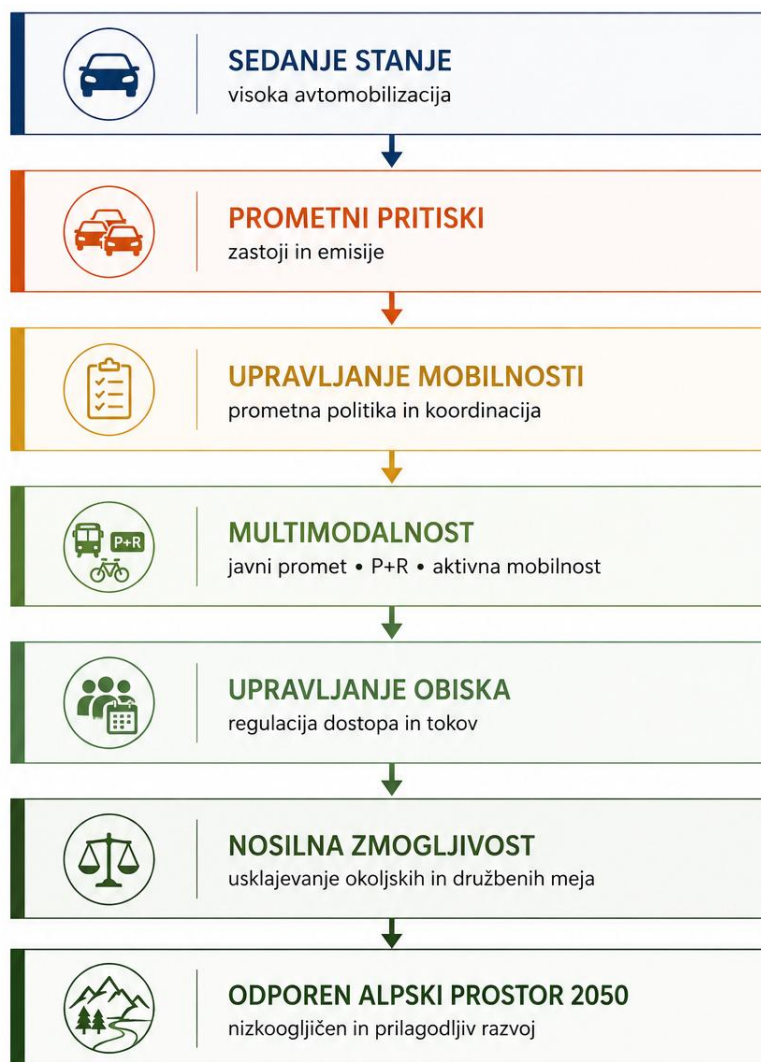 SEDANJE STANJE
visoka avtomobilizacija
PROMETNI PRITISKI
zastoji in emisije
UPRAVLJANJE MOBILNOSTI
prometna politika in koordinacija
P+R
MULTIMODALNOST
javni promet • P+R • aktivna mobilnost
UPRAVLJANJE OBISKA
regulacija dostopa in tokov
NOSILNA ZMOGLJIVOST
usklajevanje okoljskih in družbenih meja
ODPOREN ALPSKI PROSTOR 2050
nizkoogljičen in prilagodljiv razvoj